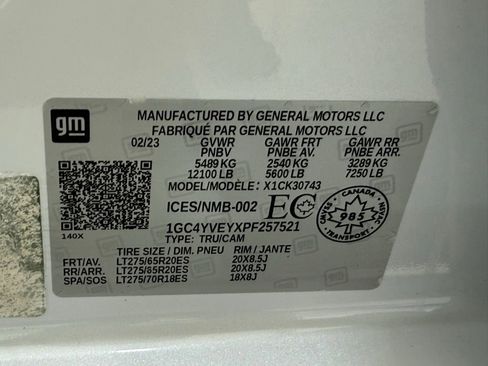 gm
MANUFACTURED BY GENERAL MOTORS LLC
FABRIQUÉ PAR GENERAL MOTORS LLC
02/23 GVWR GAWR FRT GAWR RR
PNBV PNBE AV. PNBE ARR.
5489 KG 2540 KG 3289 KG
12100 LB 5600 LB 7250 LB
MODEL/MODÈLE: X1CK30743
ICES/NMB-002 EC
CANADA
985
1GC4YVEYXPF257521
140X
TYPE: TRU/CAM
TIRE SIZE / DIM. PNEU RIM / JANTE
FRT/AV. LT275/65R20ES 20X8.5J
RR/ARR. LT275/65R20ES 20X8.5J
SPA/SOS LT275/70R18ES 18X8J